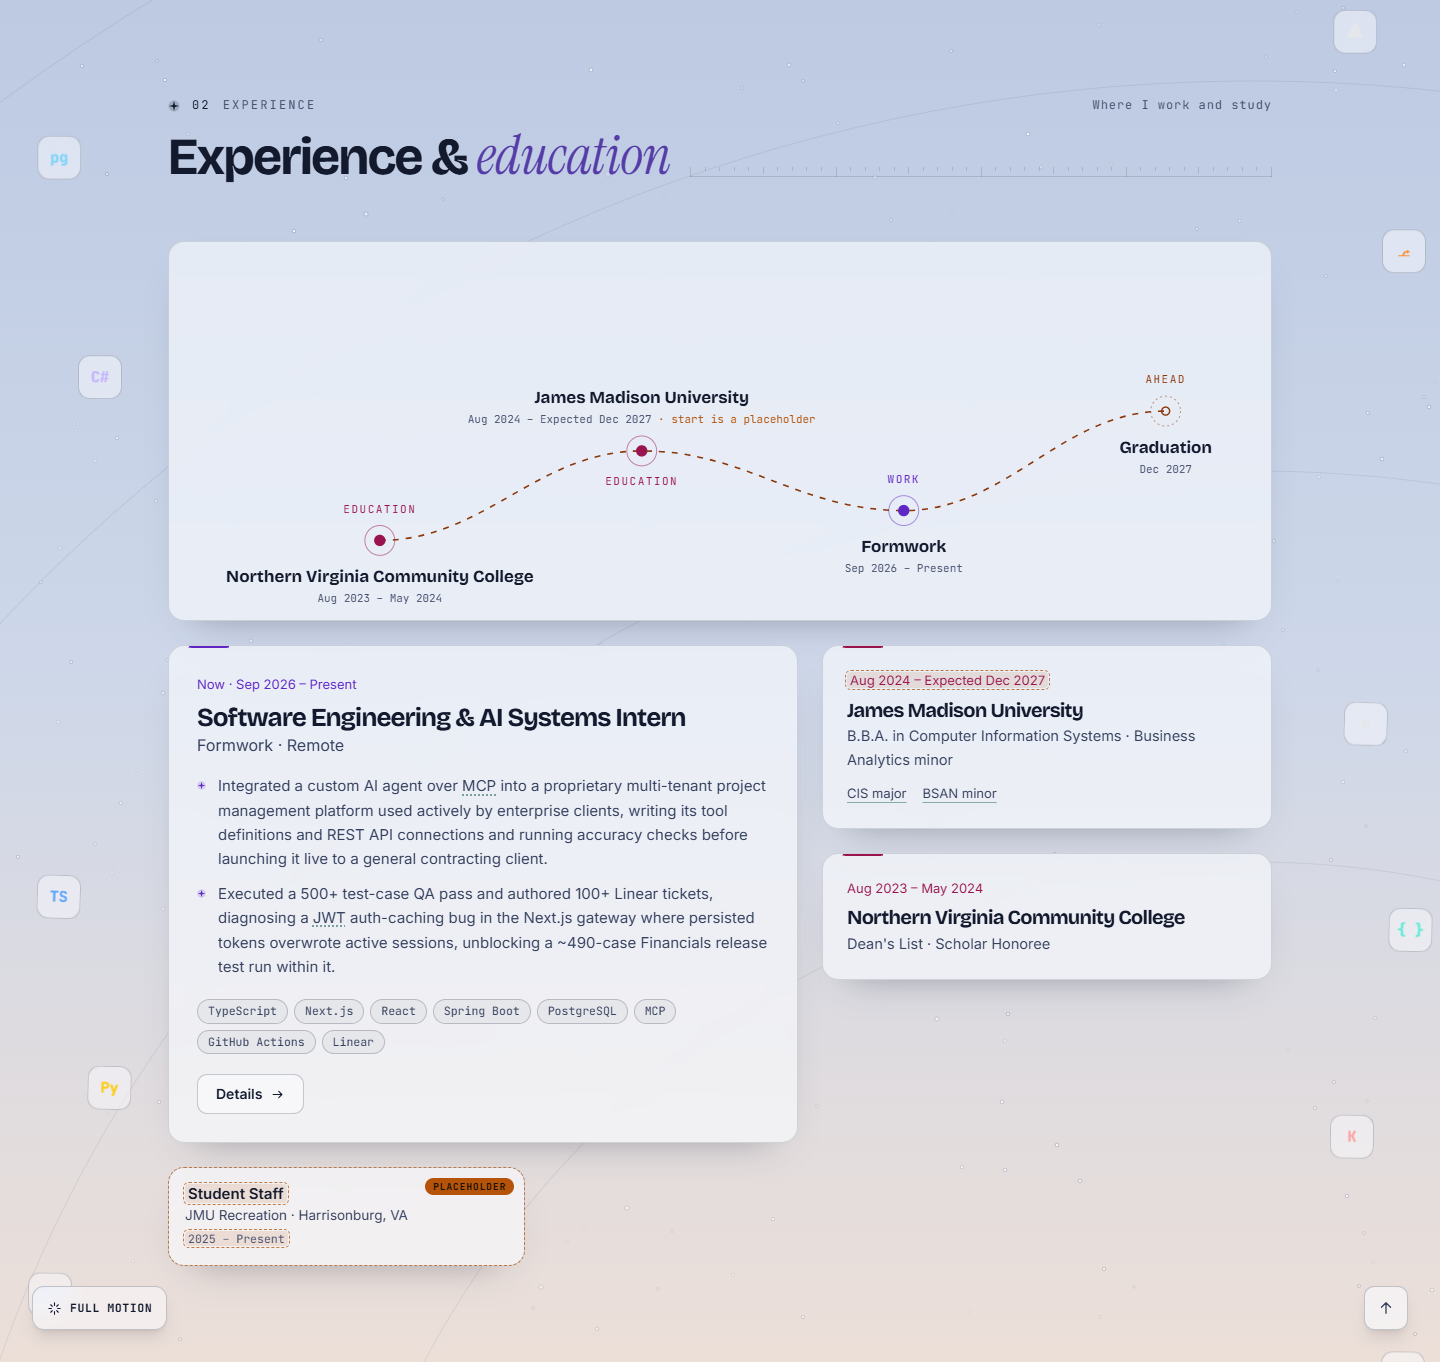 02 EXPERIENCE
Where I work and study
Experience & education
pg
C#
AHEAD
Graduation
Dec 2027
James Madison University
Aug 2024 – Expected Dec 2027 · start is a placeholder
EDUCATION
WORK
Formwork
Sep 2026 – Present
EDUCATION
Northern Virginia Community College
Aug 2023 – May 2024
Now · Sep 2026 – Present
Software Engineering & AI Systems Intern
Formwork · Remote
Integrated a custom AI agent over MCP into a proprietary multi-tenant project
management platform used actively by enterprise clients, writing its tool
definitions and REST API connections and running accuracy checks before
launching it live to a general contracting client.
Executed a 500+ test-case QA pass and authored 100+ Linear tickets,
diagnosing a JWT auth-caching bug in the Next.js gateway where persisted
tokens overwrote active sessions, unblocking a ~490-case Financials release
test run within it.
TypeScript Next.js React Spring Boot PostgreSQL MCP
GitHub Actions Linear
Details →
Aug 2024 – Expected Dec 2027
James Madison University
B.B.A. in Computer Information Systems · Business
Analytics minor
CIS major BSAN minor
Aug 2023 – May 2024
Northern Virginia Community College
Dean's List · Scholar Honoree
TS
{ }
Py
K
Student Staff
PLACEHOLDER
JMU Recreation · Harrisonburg, VA
2025 – Present
FULL MOTION